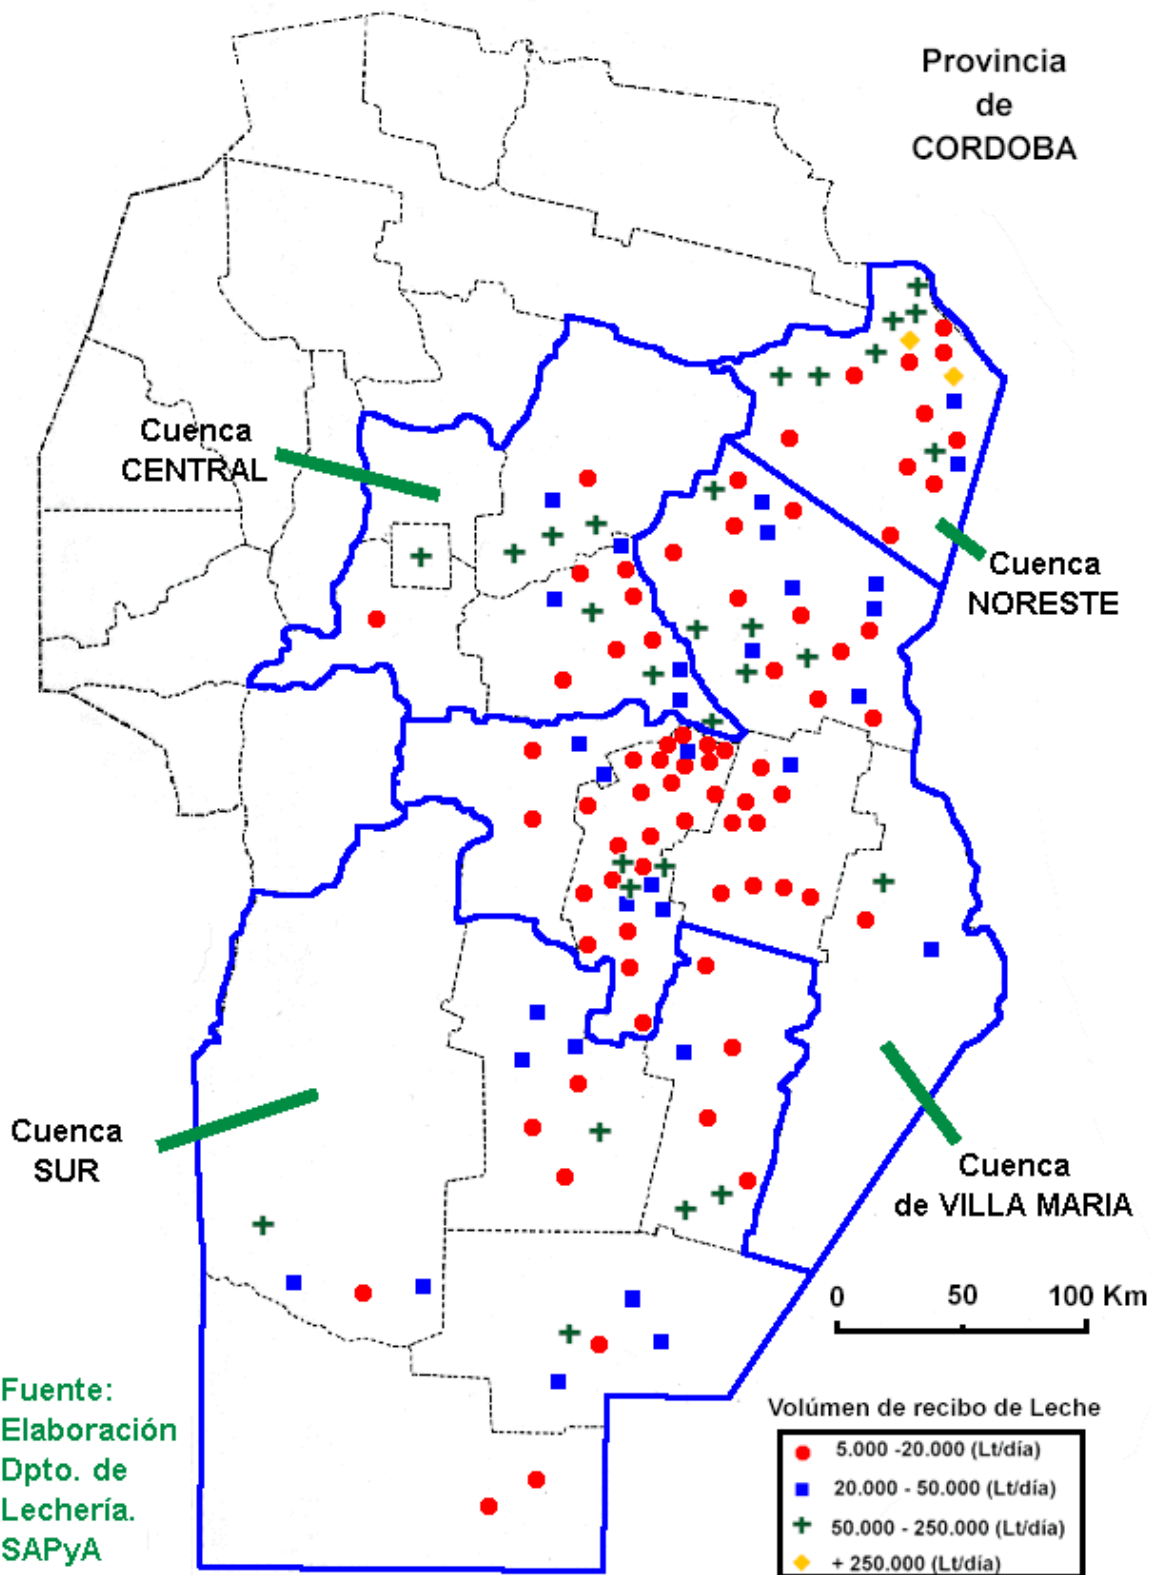 Provincia
de
CORDOBA
Cuenca
CENTRAL
Cuenca
NORESTE
Cuenca
SUR
Cuenca
de VILLA MARIA
0 50 100 Km
Fuente:
Elaboración
Dpto. de
Lechería.
SAPyA
Volúmen de recibo de Leche
5.000 -20.000 (Lt/día)
20.000 - 50.000 (Lt/día)
50.000 - 250.000 (Lt/día)
+ 250.000 (Lt/día)